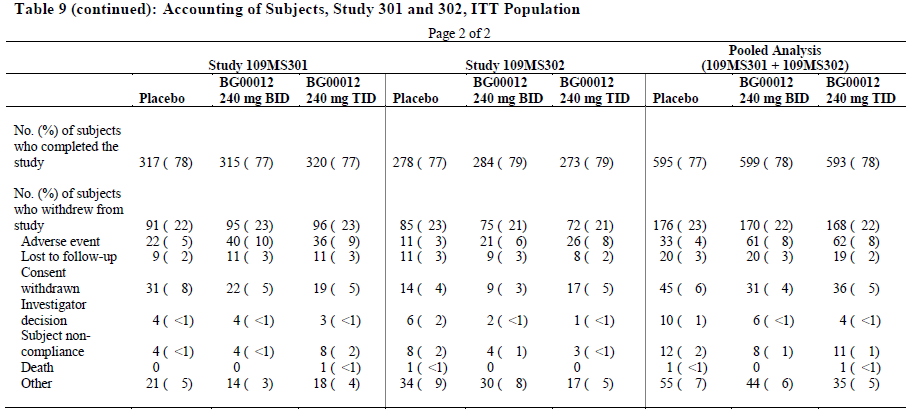 Table 9 (continued): Accounting of Subjects, Study 301 and 302, ITT Population
Page 2 of 2
Pooled Analysis
Study 109MS301 Study 109MS302 (109MS301 + 109MS302)
BG00012 BG00012 BG00012 BG00012 BG00012 BG00012
Placebo 240 mg BID 240 mg TID Placebo 240 mg BID 240 mg TID Placebo 240 mg BID 240 mg TID
No. (%) of subjects
who completed the
study 317 ( 78) 315 ( 77) 320 ( 77) 278 ( 77) 284 ( 79) 273 ( 79) 595 ( 77) 599 ( 78) 593 ( 78)
No. (%) of subjects
who withdrew from
study 91 ( 22) 95 ( 23) 96 ( 23) 85 ( 23) 75 ( 21) 72 ( 21) 176 ( 23) 170 ( 22) 168 ( 22)
Adverse event 22 ( 5) 40 ( 10) 36 ( 9) 11 ( 3) 21 ( 6) 26 ( 8) 33 ( 4) 61 ( 8) 62 ( 8)
Lost to follow-up 9 ( 2) 11 ( 3) 11 ( 3) 11 ( 3) 9 ( 3) 8 ( 2) 20 ( 3) 20 ( 3) 19 ( 2)
Consent
withdrawn 31 ( 8) 22 ( 5) 19 ( 5) 14 ( 4) 9 ( 3) 17 ( 5) 45 ( 6) 31 ( 4) 36 ( 5)
Investigator
decision 4 ( <1) 4 ( <1) 3 ( <1) 6 ( 2) 2 ( <1) 1 ( <1) 10 ( 1) 6 ( <1) 4 ( <1)
Subject non-
compliance 4 ( <1) 4 ( <1) 8 ( 2) 8 ( 2) 4 ( 1) 3 ( <1) 12 ( 2) 8 ( 1) 11 ( 1)
Death 0 0 1 ( <1) 1 ( <1) 0 0 1 ( <1) 0 1 ( <1)
Other 21 ( 5) 14 ( 3) 18 ( 4) 34 ( 9) 30 ( 8) 17 ( 5) 55 ( 7) 44 ( 6) 35 ( 5)